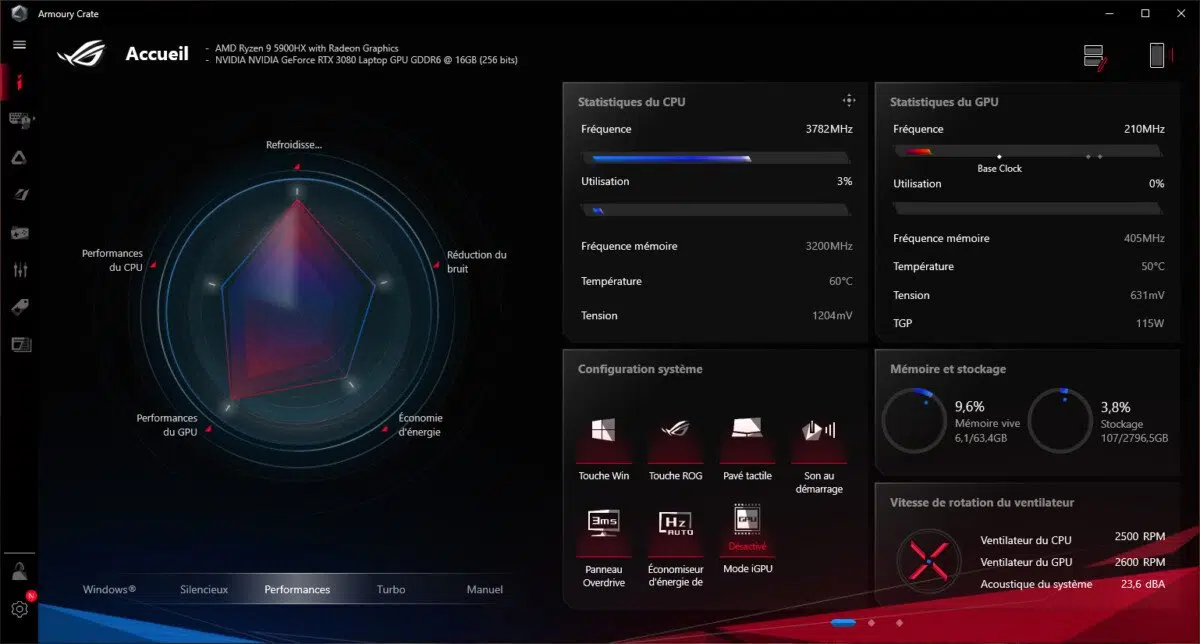 Armoury Crate
Accueil
- AMD Ryzen 9 5900HX with Radeon Graphics
- NVIDIA NVIDIA GeForce RTX 3080 Laptop GPU GDDR6 @ 16GB (256 bits)
Refroidisse...
Performances
du CPU
Réduction du
bruit
Performances
du GPU
Économie
d'énergie
Windows® Silencieux Performances Turbo Manuel
Statistiques du CPU
Fréquence 3782MHz
Utilisation 3%
Fréquence mémoire 3200MHz
Température 60°C
Tension 1204mV
Statistiques du GPU
Fréquence 210MHz
Base Clock
Utilisation 0%
Fréquence mémoire 405MHz
Température 50°C
Tension 631mV
TGP 115W
Configuration système
Touche Win
Touche ROG
Pavé tactile
Son au
démarrage
3ms
Panneau
Overdrive
Hz
AUTO
Économiseur
d'énergie de
GPU
Désactivé
Mode iGPU
Mémoire et stockage
9,6%
Mémoire vive
6,1/63,4GB
3,8%
Stockage
107/2796,5GB
Vitesse de rotation du ventilateur
Ventilateur du CPU 2500 RPM
Ventilateur du GPU 2600 RPM
Acoustique du système 23,6 dBA